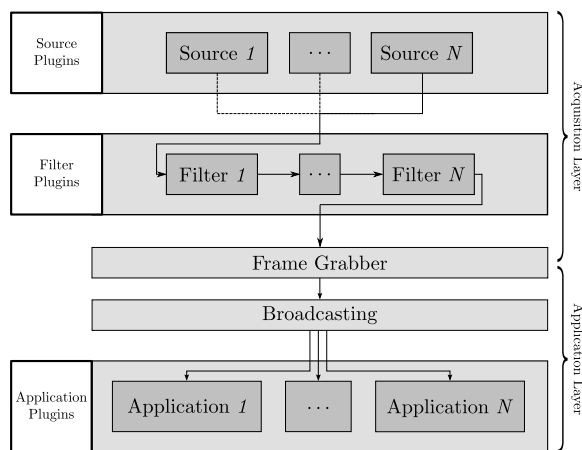 Source
Plugins
Source 1
···
Source N
Acquisition Layer
Filter
Plugins
Filter 1
···
Filter N
Frame Grabber
Broadcasting
Application Layer
Application
Plugins
Application 1
···
Application N